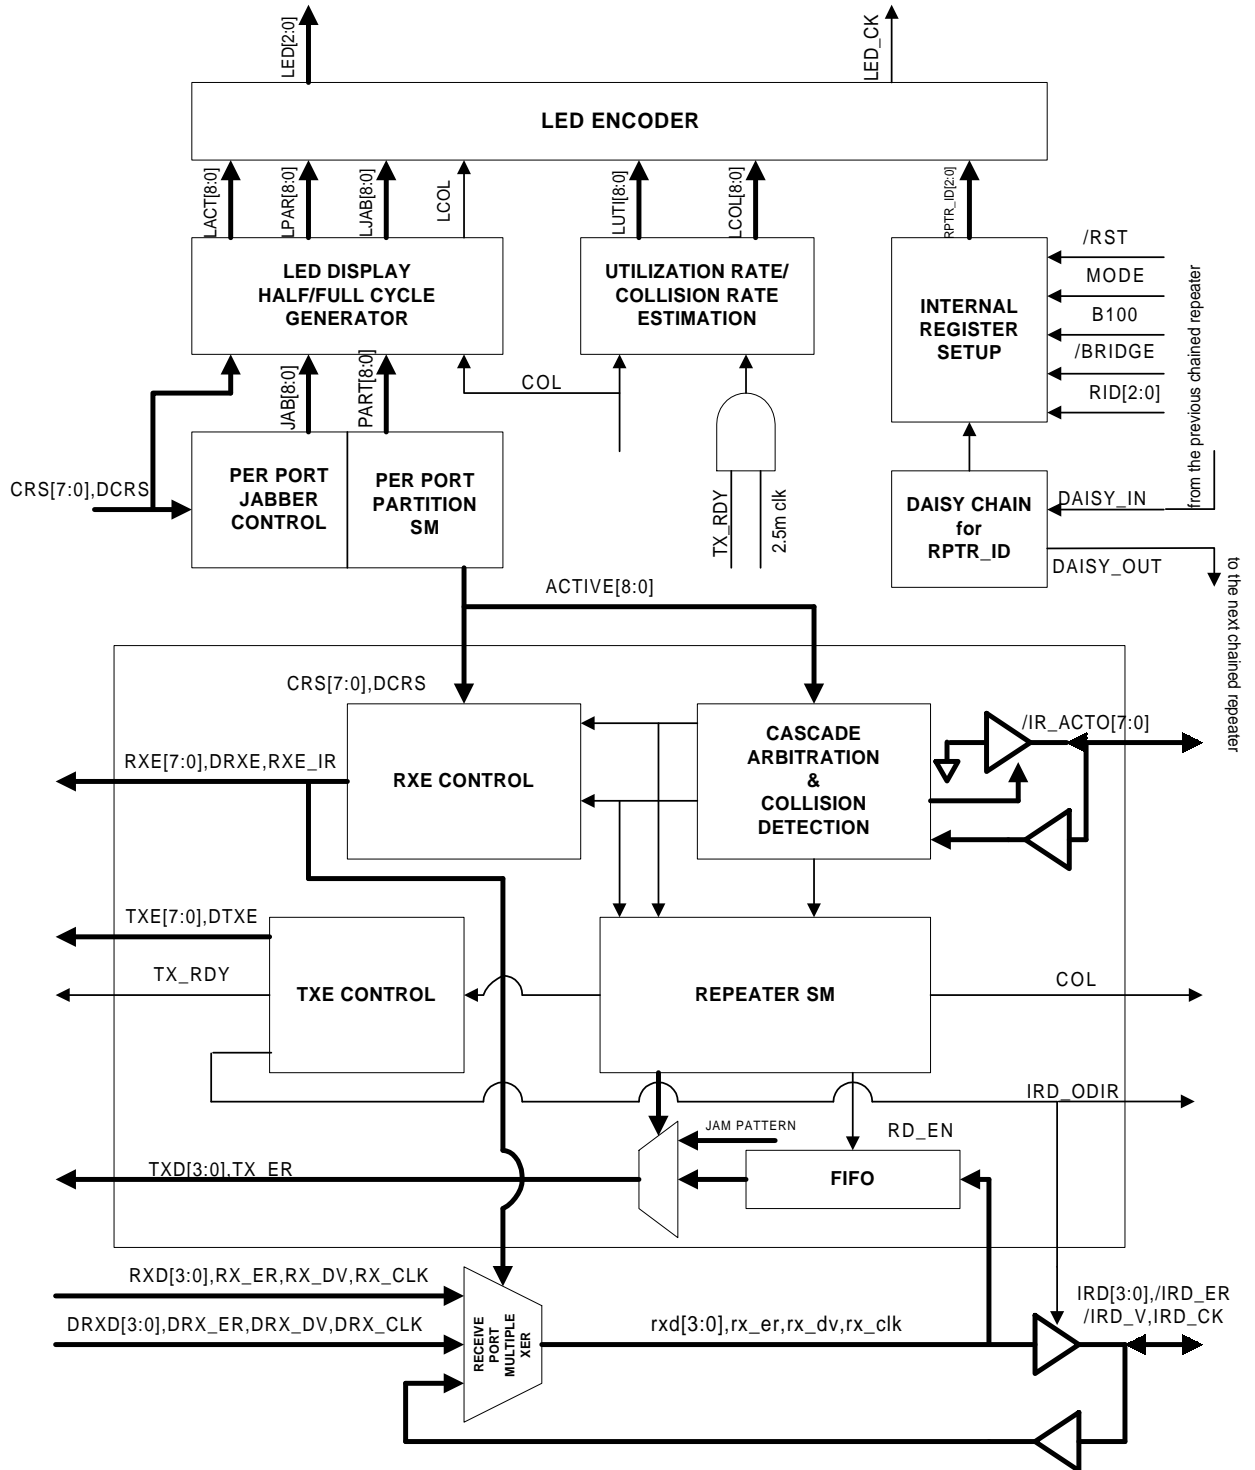 LED[2:0]
LED_CK
LED ENCODER
LACT[8:0]
LPAR[8:0]
LJAB[8:0]
LCOL
LUTI[8:0]
LCOL[8:0]
RPTR_ID[2:0]
LED DISPLAY
HALF/FULL CYCLE
GENERATOR
UTILIZATION RATE/
COLLISION RATE
ESTIMATION
INTERNAL
REGISTER
SETUP
/RST
MODE
B100
/BRIDGE
RID[2:0]
from the previous chained repeater
JAB[8:0]
PART[8:0]
COL
CRS[7:0],DCRS
PER PORT
JABBER
CONTROL
PER PORT
PARTITION
SM
TX_RDY
2.5m clk
DAISY CHAIN
for
RPTR_ID
DAISY_IN
DAISY_OUT
to the next chained repeater
ACTIVE[8:0]
CRS[7:0],DCRS
RXE[7:0],DRXE,RXE_IR
RXE CONTROL
CASCADE
ARBITRATION
&
COLLISION
DETECTION
/IR_ACTO[7:0]
TXE[7:0],DTXE
TX_RDY
TXE CONTROL
REPEATER SM
COL
IRD_ODIR
JAM PATTERN
RD_EN
TXD[3:0],TX_ER
FIFO
RXD[3:0],RX_ER,RX_DV,RX_CLK
DRXD[3:0],DRX_ER,DRX_DV,DRX_CLK
RECEIVE
PORT
MULTIPLE
XER
rxd[3:0],rx_er,rx_dv,rx_clk
IRD[3:0],/IRD_ER
/IRD_V,IRD_CK